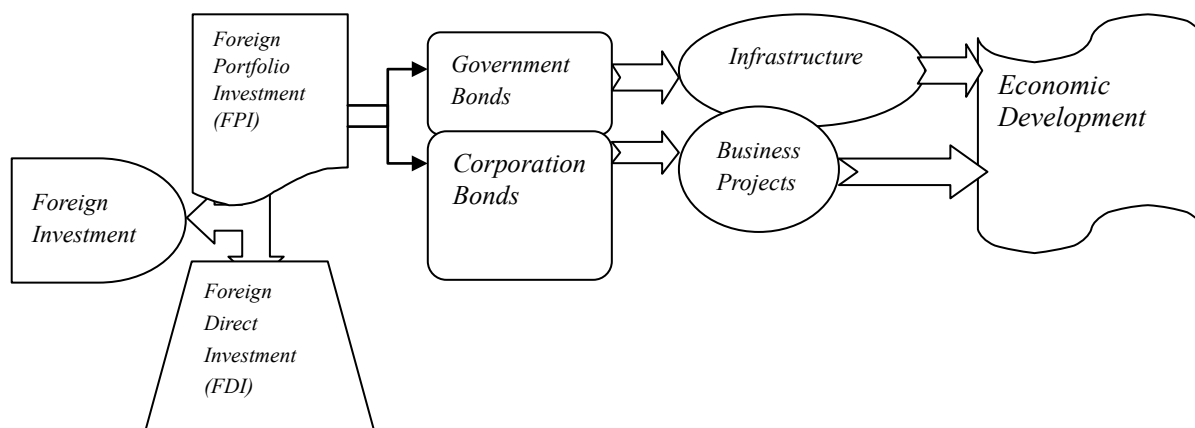 Foreign
Portfolio
Investment
(FPI)
Government
Bonds
Infrastructure
Economic
Development
Corporation
Bonds
Business
Projects
Foreign
Investment
Foreign
Direct
Investment
(FDI)